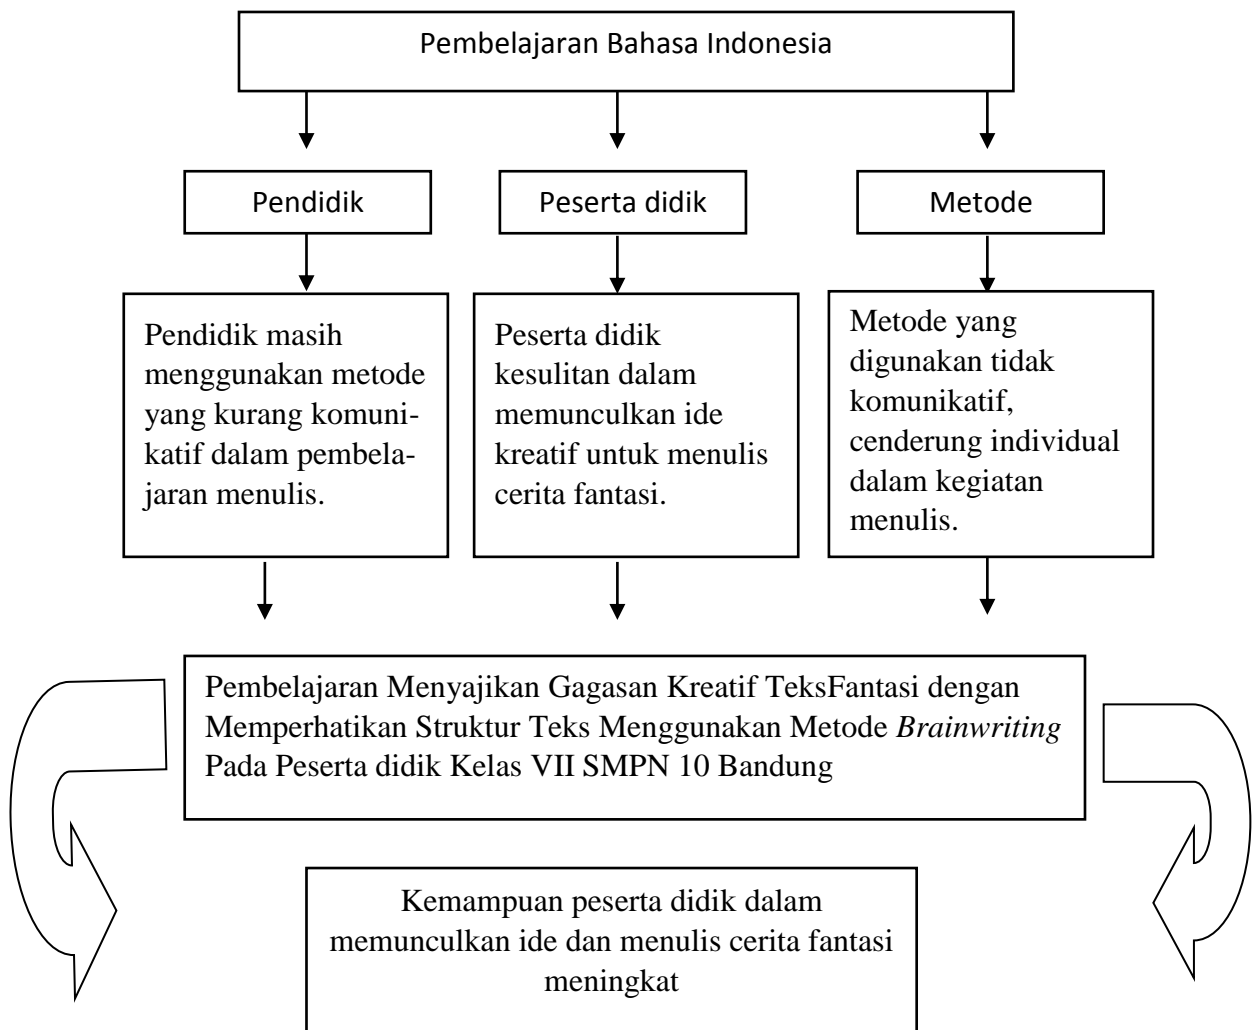 Pembelajaran Bahasa Indonesia
Pendidik
Peserta didik
Metode
Pendidik masih
menggunakan metode
yang kurang komuni-
katif dalam pembela-
jaran menulis.
Peserta didik
kesulitan dalam
memunculkan ide
kreatif untuk menulis
cerita fantasi.
Metode yang
digunakan tidak
komunikatif,
cenderung individual
dalam kegiatan
menulis.
Pembelajaran Menyajikan Gagasan Kreatif TeksFantasi dengan
Memperhatikan Struktur Teks Menggunakan Metode Brainwriting
Pada Peserta didik Kelas VII SMPN 10 Bandung
Kemampuan peserta didik dalam
memunculkan ide dan menulis cerita fantasi
meningkat